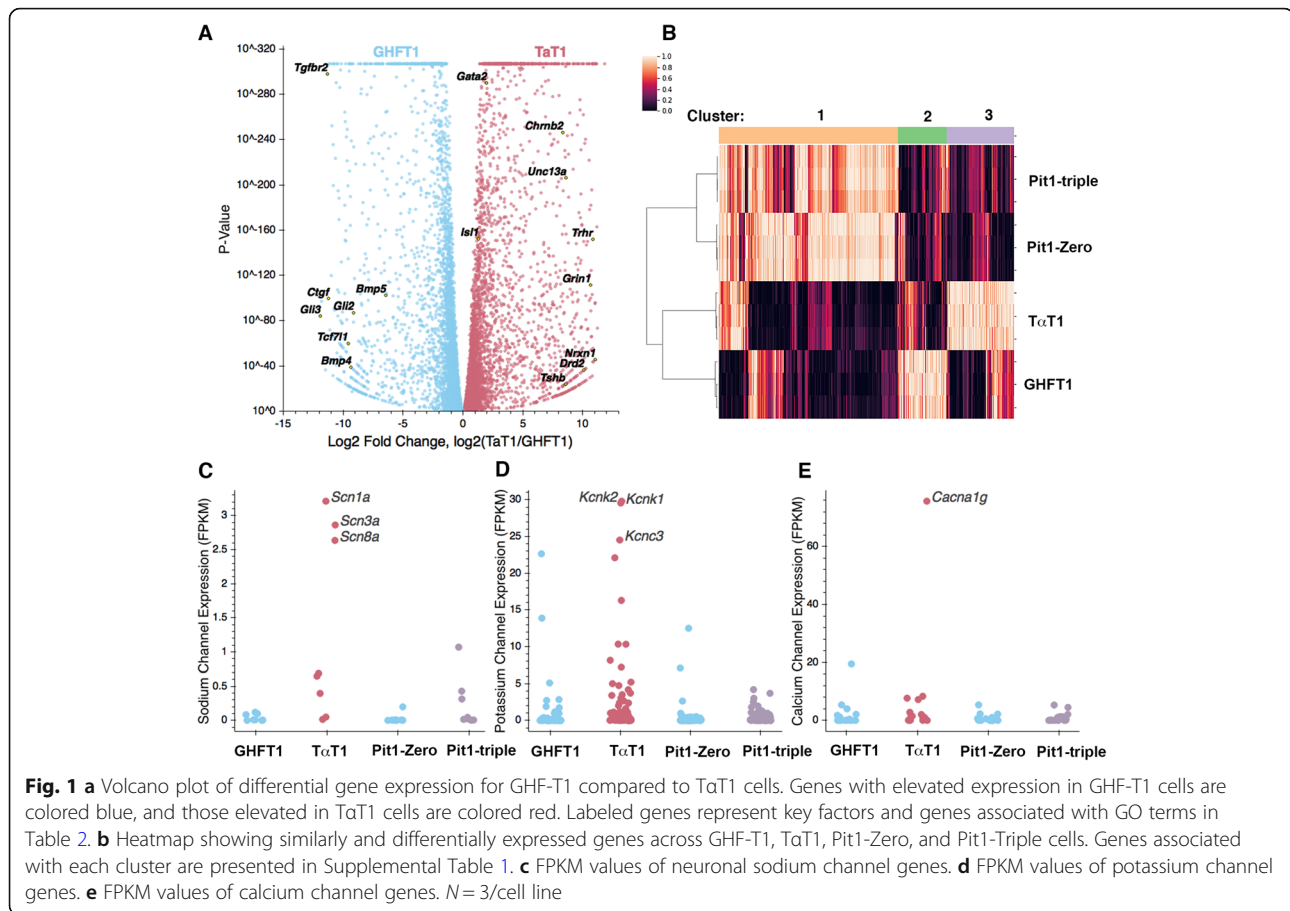 A
GHFT1
TaT1
P-Value
10^-320
10^-280
10^-240
10^-200
10^-160
10^-120
10^-80
10^-40
10^0
Tgfbr2
Gata2
Chrnb2
Unc13a
Isl1
Trhr
Grin1
Bmp5
Ctgf
Gli2
Gli3
Tcf7l1
Bmp4
Nrxn1
Drd2
Tshb
-15 -10 -5 0 5 10
Log2 Fold Change, log2(TaT1/GHFT1)
B
1.0
0.8
0.6
0.4
0.2
0.0
Cluster: 1 2 3
Pit1-triple
Pit1-Zero
TαT1
GHFT1
C
Sodium Channel Expression (FPKM)
3
2.5
2
1.5
1
0.5
0
Scn1a
Scn3a
Scn8a
GHFT1 TαT1 Pit1-Zero Pit1-triple
D
Potassium Channel Expression (FPKM)
30
25
20
15
10
5
0
Kcnk2 Kcnk1
Kcnc3
GHFT1 TαT1 Pit1-Zero Pit1-triple
E
Calcium Channel Expression (FPKM)
60
40
20
0
Cacna1g
GHFT1 TαT1 Pit1-Zero Pit1-triple
Fig. 1 a Volcano plot of differential gene expression for GHF-T1 compared to TαT1 cells. Genes with elevated expression in GHF-T1 cells are
colored blue, and those elevated in TαT1 cells are colored red. Labeled genes represent key factors and genes associated with GO terms in
Table 2. b Heatmap showing similarly and differentially expressed genes across GHF-T1, TαT1, Pit1-Zero, and Pit1-Triple cells. Genes associated
with each cluster are presented in Supplemental Table 1. c FPKM values of neuronal sodium channel genes. d FPKM values of potassium channel
genes. e FPKM values of calcium channel genes. N = 3/cell line